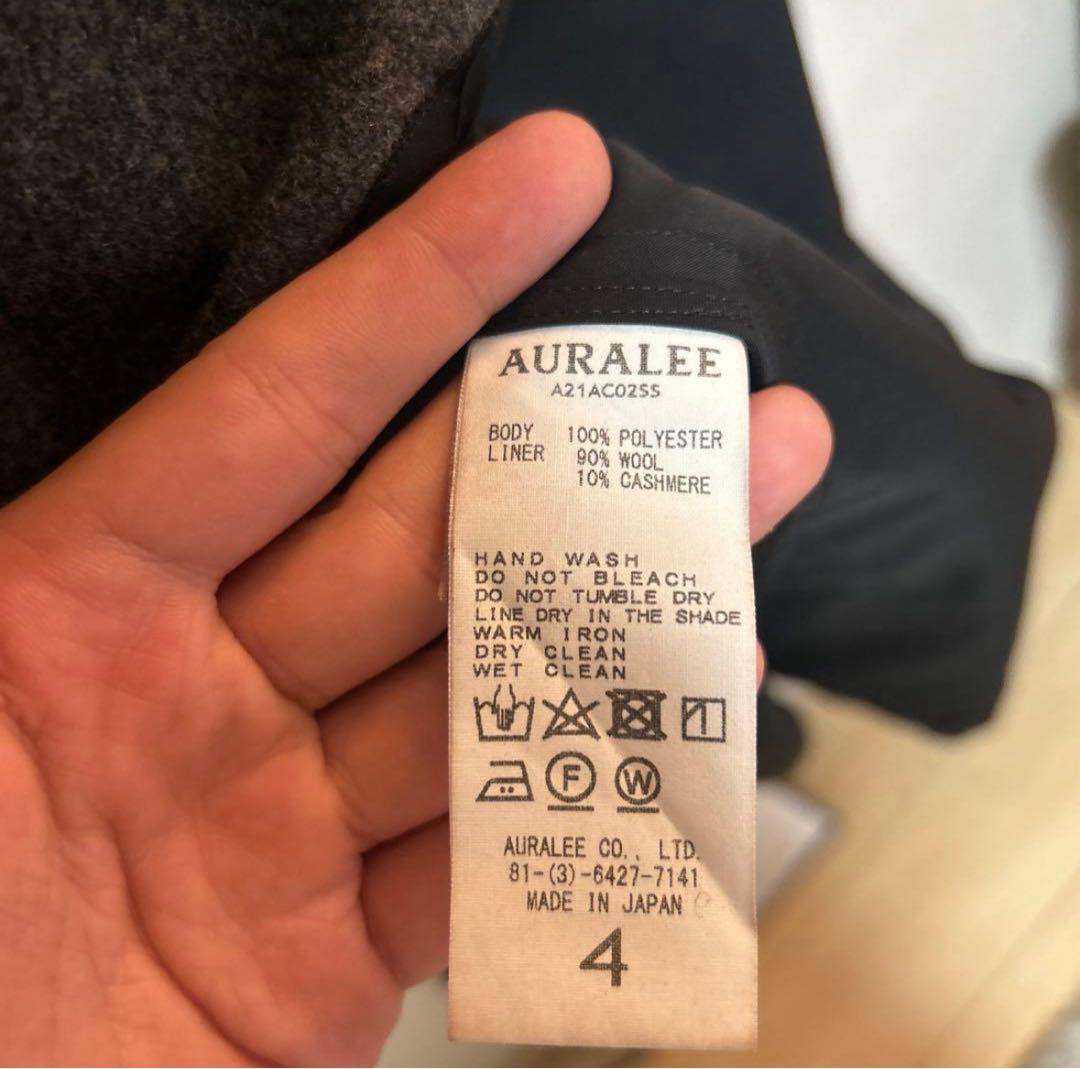 AURALEE
A21AC02SS
BODY 100% POLYESTER
LINER 90% WOOL
10% CASHMERE
HAND WASH
DO NOT BLEACH
DO NOT TUMBLE DRY
LINE DRY IN THE SHADE
WARM IRON
DRY CLEAN
WET CLEAN
F W
AURALEE CO., LTD.
81-(3)-6427-7141
MADE IN JAPAN
4